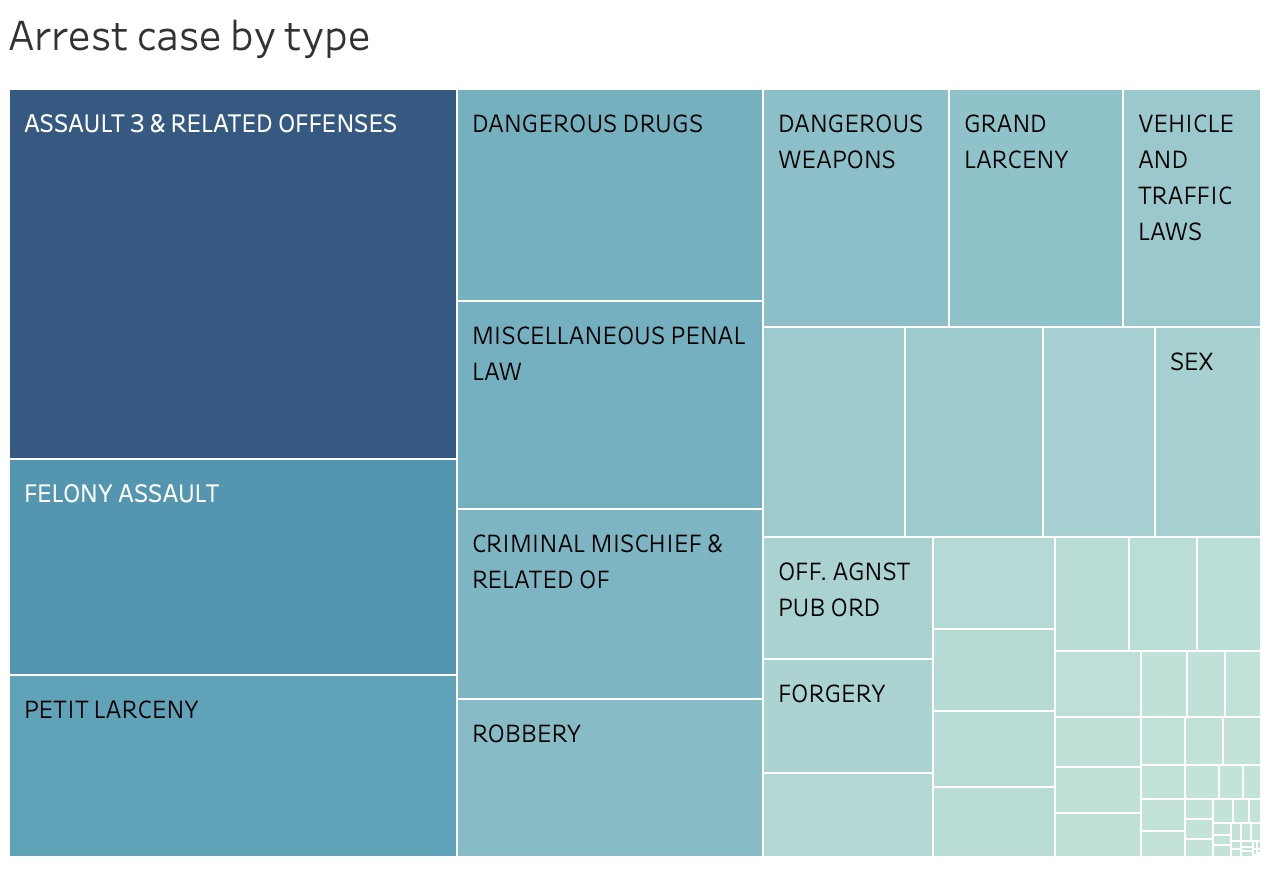 Arrest case by type
ASSAULT 3 & RELATED OFFENSES
FELONY ASSAULT
PETIT LARCENY
DANGEROUS DRUGS
MISCELLANEOUS PENAL
LAW
CRIMINAL MISCHIEF &
RELATED OF
ROBBERY
DANGEROUS
WEAPONS
GRAND
LARCENY
VEHICLE
AND
TRAFFIC
LAWS
SEX
OFF. AGNST
PUB ORD
FORGERY